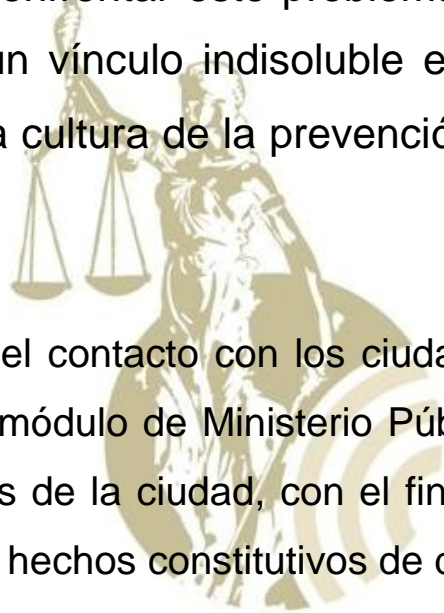 enfrentar este problema
un vínculo indisoluble e
a cultura de la prevenció
el contacto con los ciuda
módulo de Ministerio Púb
s de la ciudad, con el fin
hechos constitutivos de d